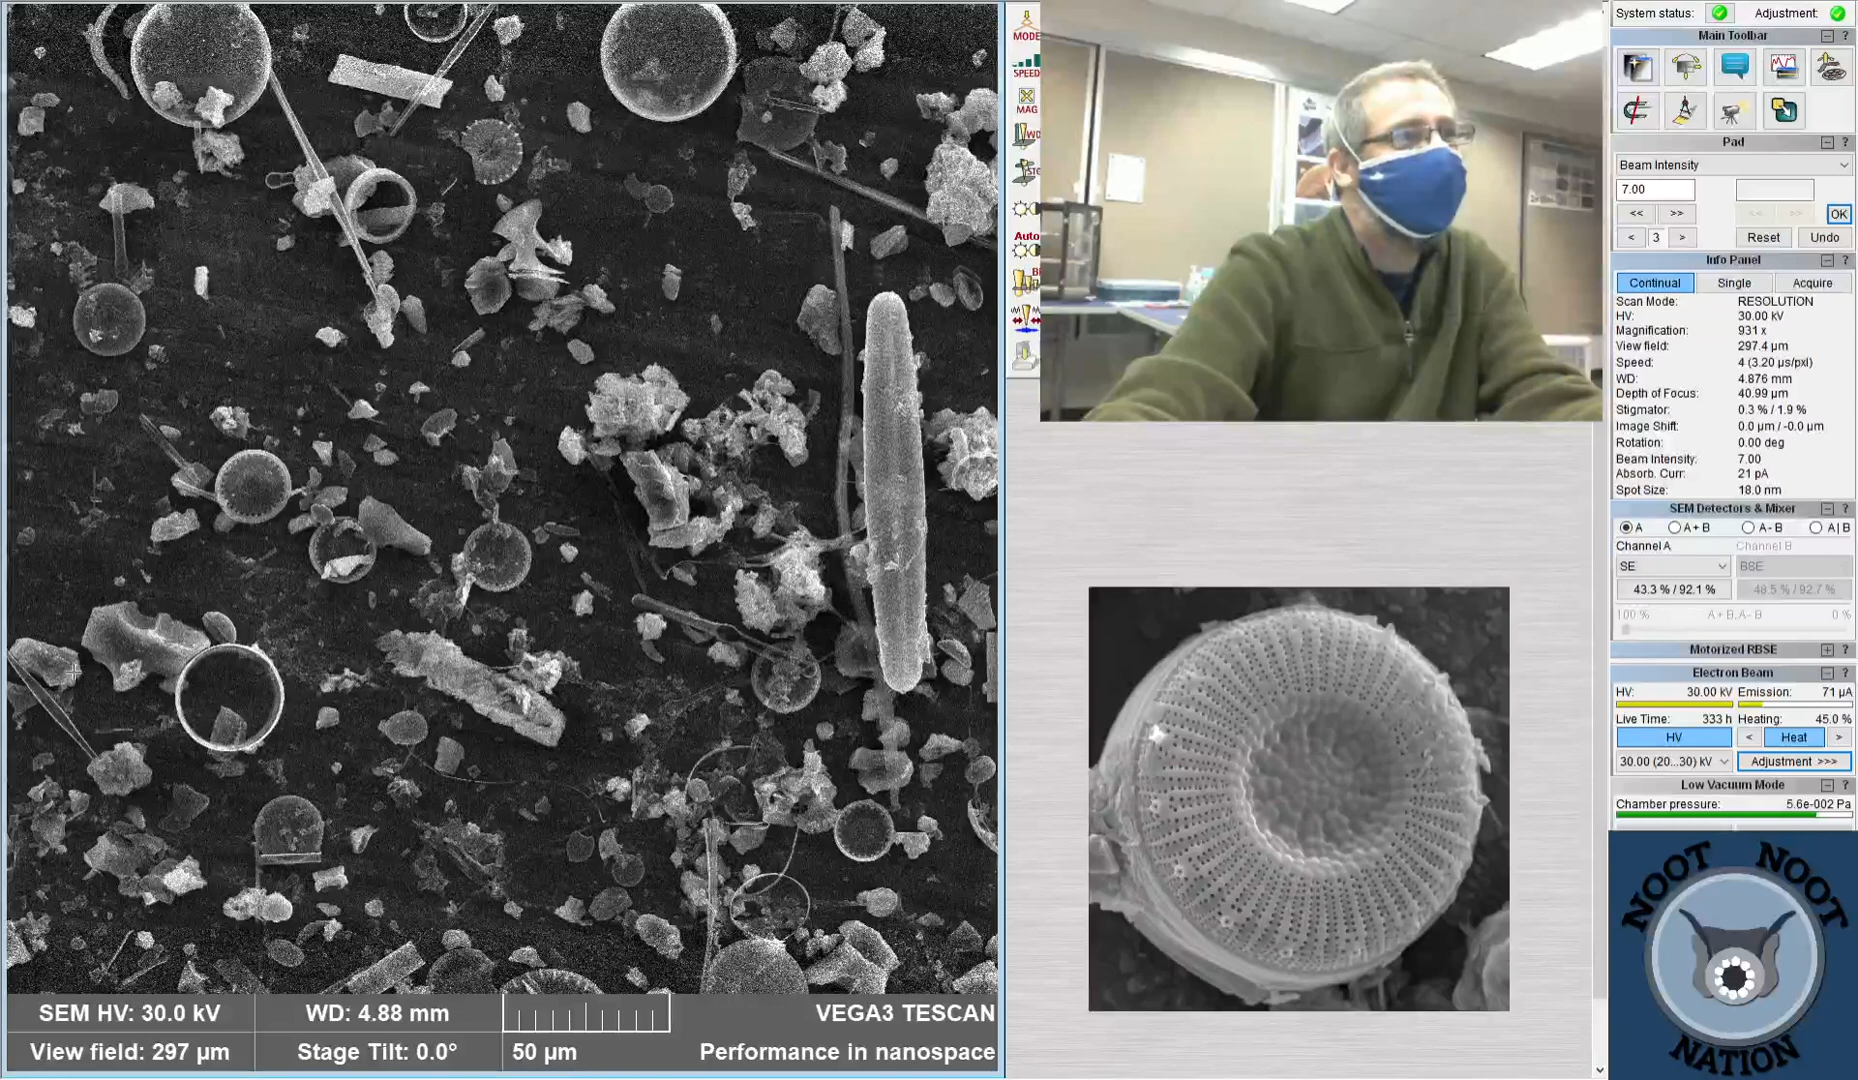 System status: Adjustment:
Main Toolbar
MODE
SPEED
MAG
WD
Auto
Pad
Beam Intensity
7.00
<< >> << >> OK
< 3 > Reset Undo
Info Panel
Continual Single Acquire
Scan Mode: RESOLUTION
HV: 30.00 kV
Magnification: 931 x
View field: 297.4 µm
Speed: 4 (3.20 µs/pxl)
WD: 4.876 mm
Depth of Focus: 40.99 µm
Stigmator: 0.3 % / 1.9 %
Image Shift: 0.0 µm / -0.0 µm
Rotation: 0.00 deg
Beam Intensity: 7.00
Absorb. Curr: 21 pA
Spot Size: 18.0 nm
SEM Detectors & Mixer
A A + B A - B A | B
Channel A Channel B
SE BSE
43.3 % / 92.1 % 48.5 % / 92.7 %
100 % A + B, A - B 0 %
Motorized RBSE
Electron Beam
HV: 30.00 kV Emission: 71 µA
Live Time: 333 h Heating: 45.0 %
HV < Heat >
30.00 (20...30) kV Adjustment >>>
Low Vacuum Mode
Chamber pressure: 5.6e-002 Pa
NOOT NOOT
NATION
SEM HV: 30.0 kV WD: 4.88 mm VEGA3 TESCAN
View field: 297 µm Stage Tilt: 0.0° 50 µm Performance in nanospace